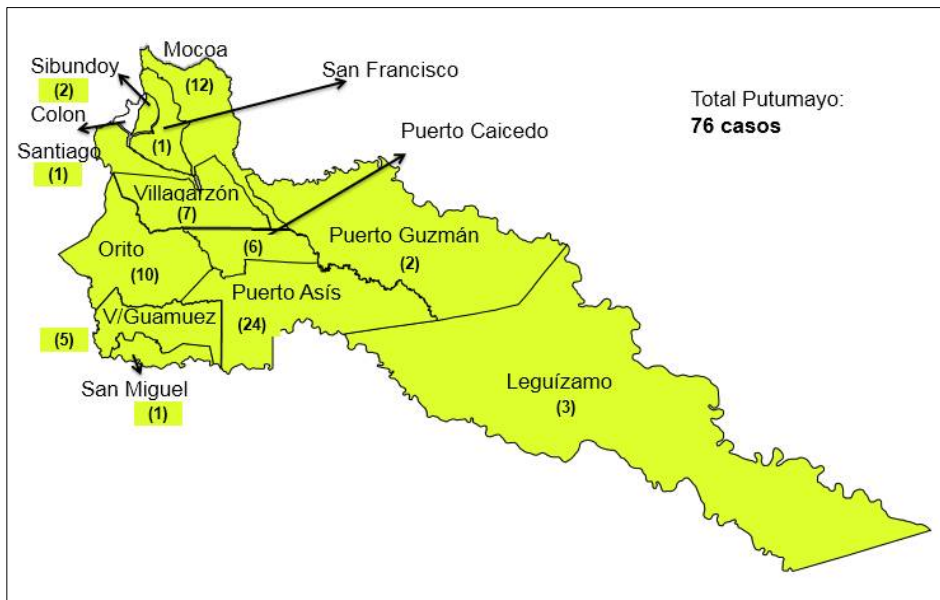 Mocoa
(12)
Sibundoy
(2)
Colon
Santiago
(1)
San Francisco
(1)
Puerto Caicedo
Total Putumayo:
76 casos
Villagarzón
(7)
(6)
Puerto Guzmán
(2)
Orito
(10)
Puerto Asís
(24)
V/Guamuez
(5)
San Miguel
(1)
Leguízamo
(3)